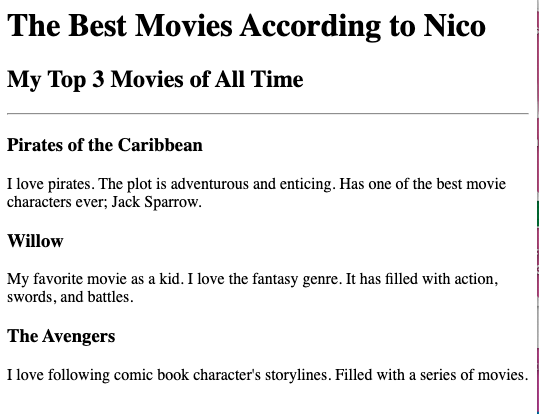 The Best Movies According to Nico
My Top 3 Movies of All Time
Pirates of the Caribbean
I love pirates. The plot is adventurous and enticing. Has one of the best movie
characters ever; Jack Sparrow.
Willow
My favorite movie as a kid. I love the fantasy genre. It has filled with action,
swords, and battles.
The Avengers
I love following comic book character's storylines. Filled with a series of movies.